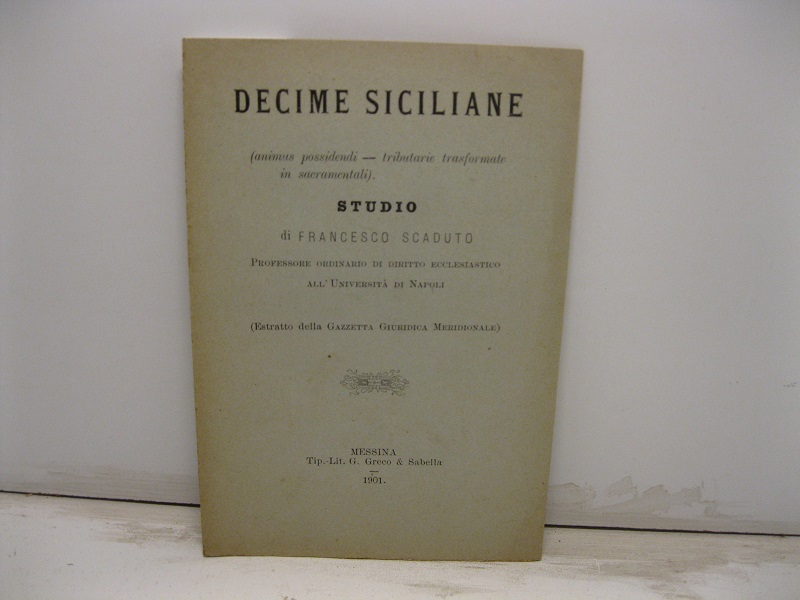 DECIME SICILIANE
(animus possidendi — tributarie trasformate
in sacramentali).
STUDIO
di FRANCESCO SCADUTO
PROFESSORE ORDINARIO DI DIRITTO ECCLESIASTICO
ALL'UNIVERSITÀ DI NAPOLI
(Estratto della GAZZETTA GIURIDICA MERIDIONALE)
MESSINA
Tip.-Lit. G. Greco & Sabella
1901.